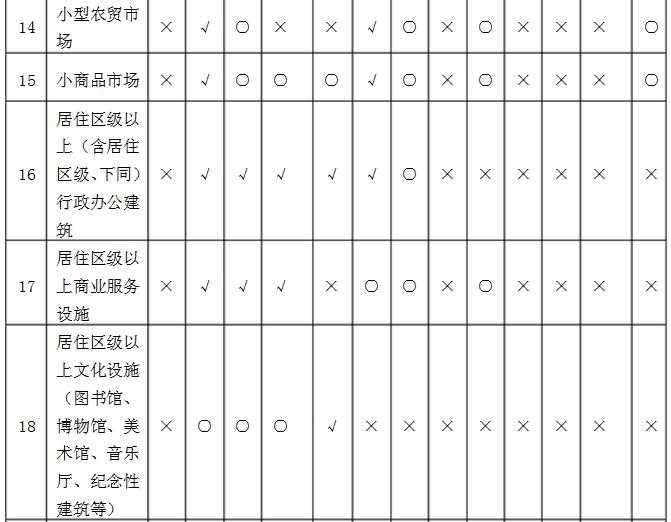 14 小型农贸市场 × √ ○ × × √ ○ × ○ × × × ○
15 小商品市场 × √ ○ ○ ○ √ ○ × ○ × × × ○
16 居住区级以上（含居住区级、下同）行政办公建筑 × √ √ √ √ √ ○ × × × × × ×
17 居住区级以上商业服务设施 × √ √ √ × ○ ○ × ○ × × × ×
18 居住区级以上文化设施（图书馆、博物馆、美术馆、音乐厅、纪念性建筑等） × ○ ○ ○ √ × × × × × × × ×